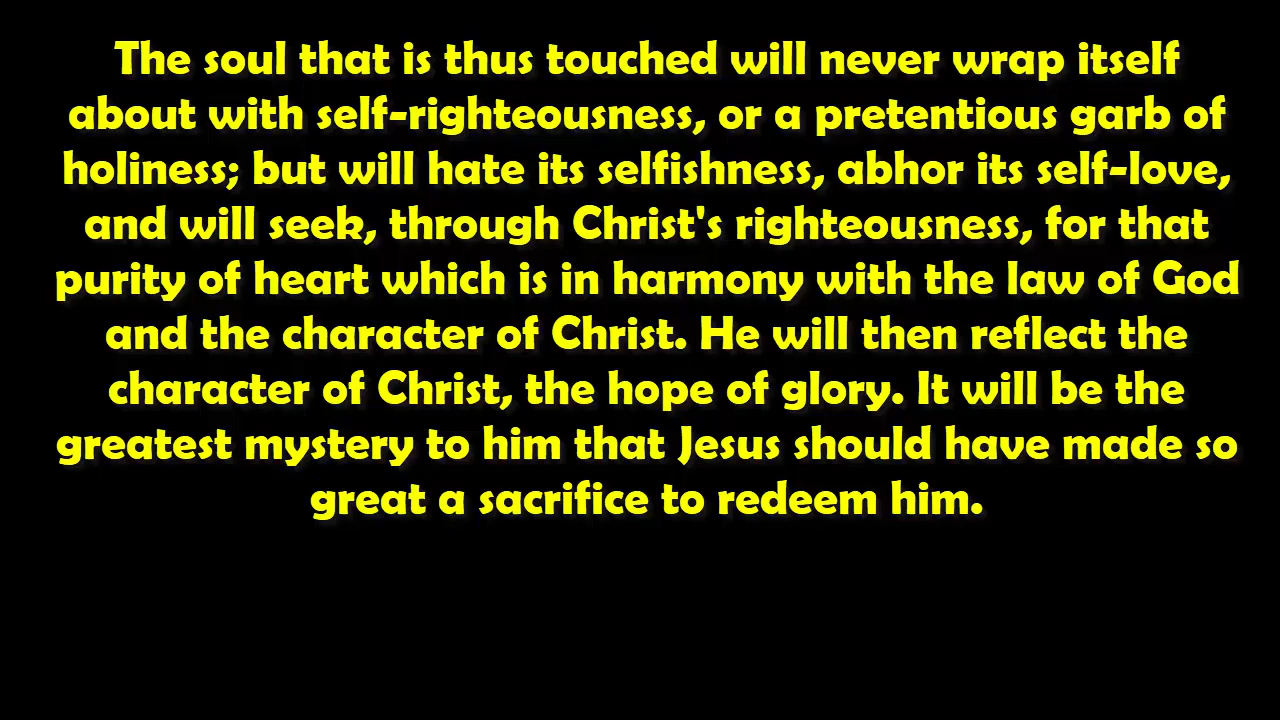 The soul that is thus touched will never wrap itself
about with self-righteousness, or a pretentious garb of
holiness; but will hate its selfishness, abhor its self-love,
and will seek, through Christ's righteousness, for that
purity of heart which is in harmony with the law of God
and the character of Christ. He will then reflect the
character of Christ, the hope of glory. It will be the
greatest mystery to him that Jesus should have made so
great a sacrifice to redeem him.